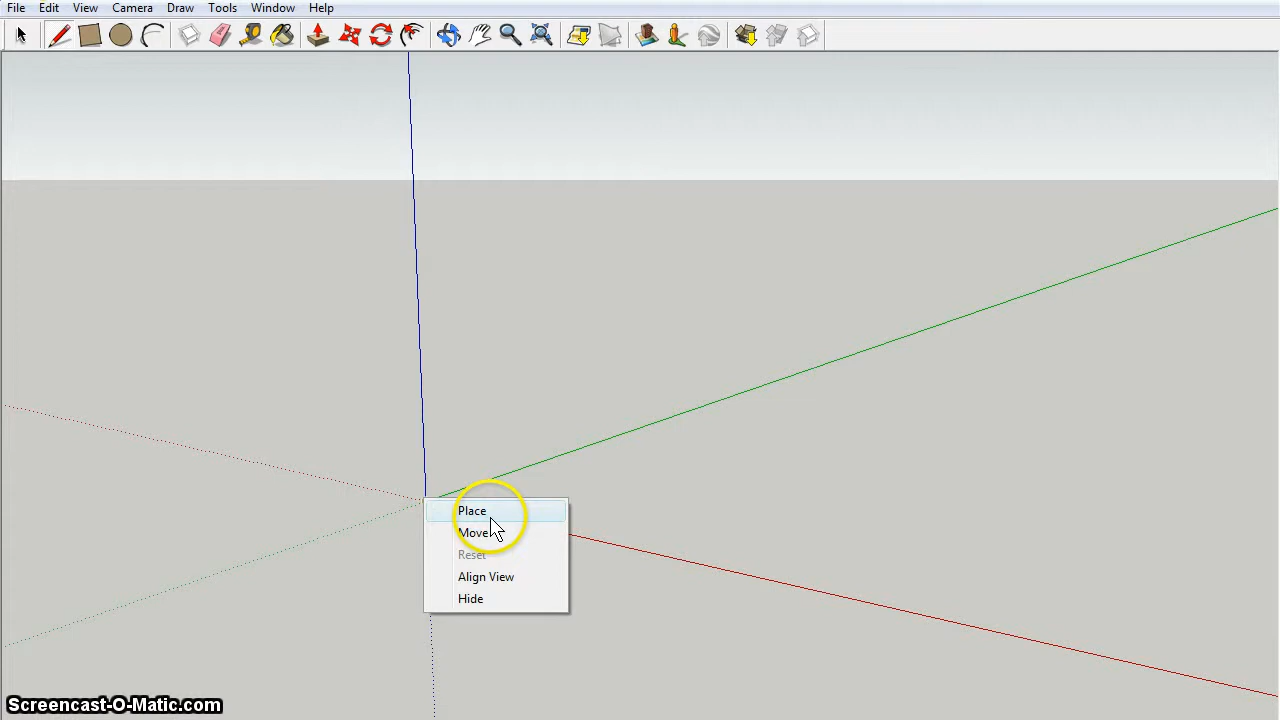 File Edit View Camera Draw Tools Window Help
Place
Move
Reset
Align View
Hide
Screencast-O-Matic.com